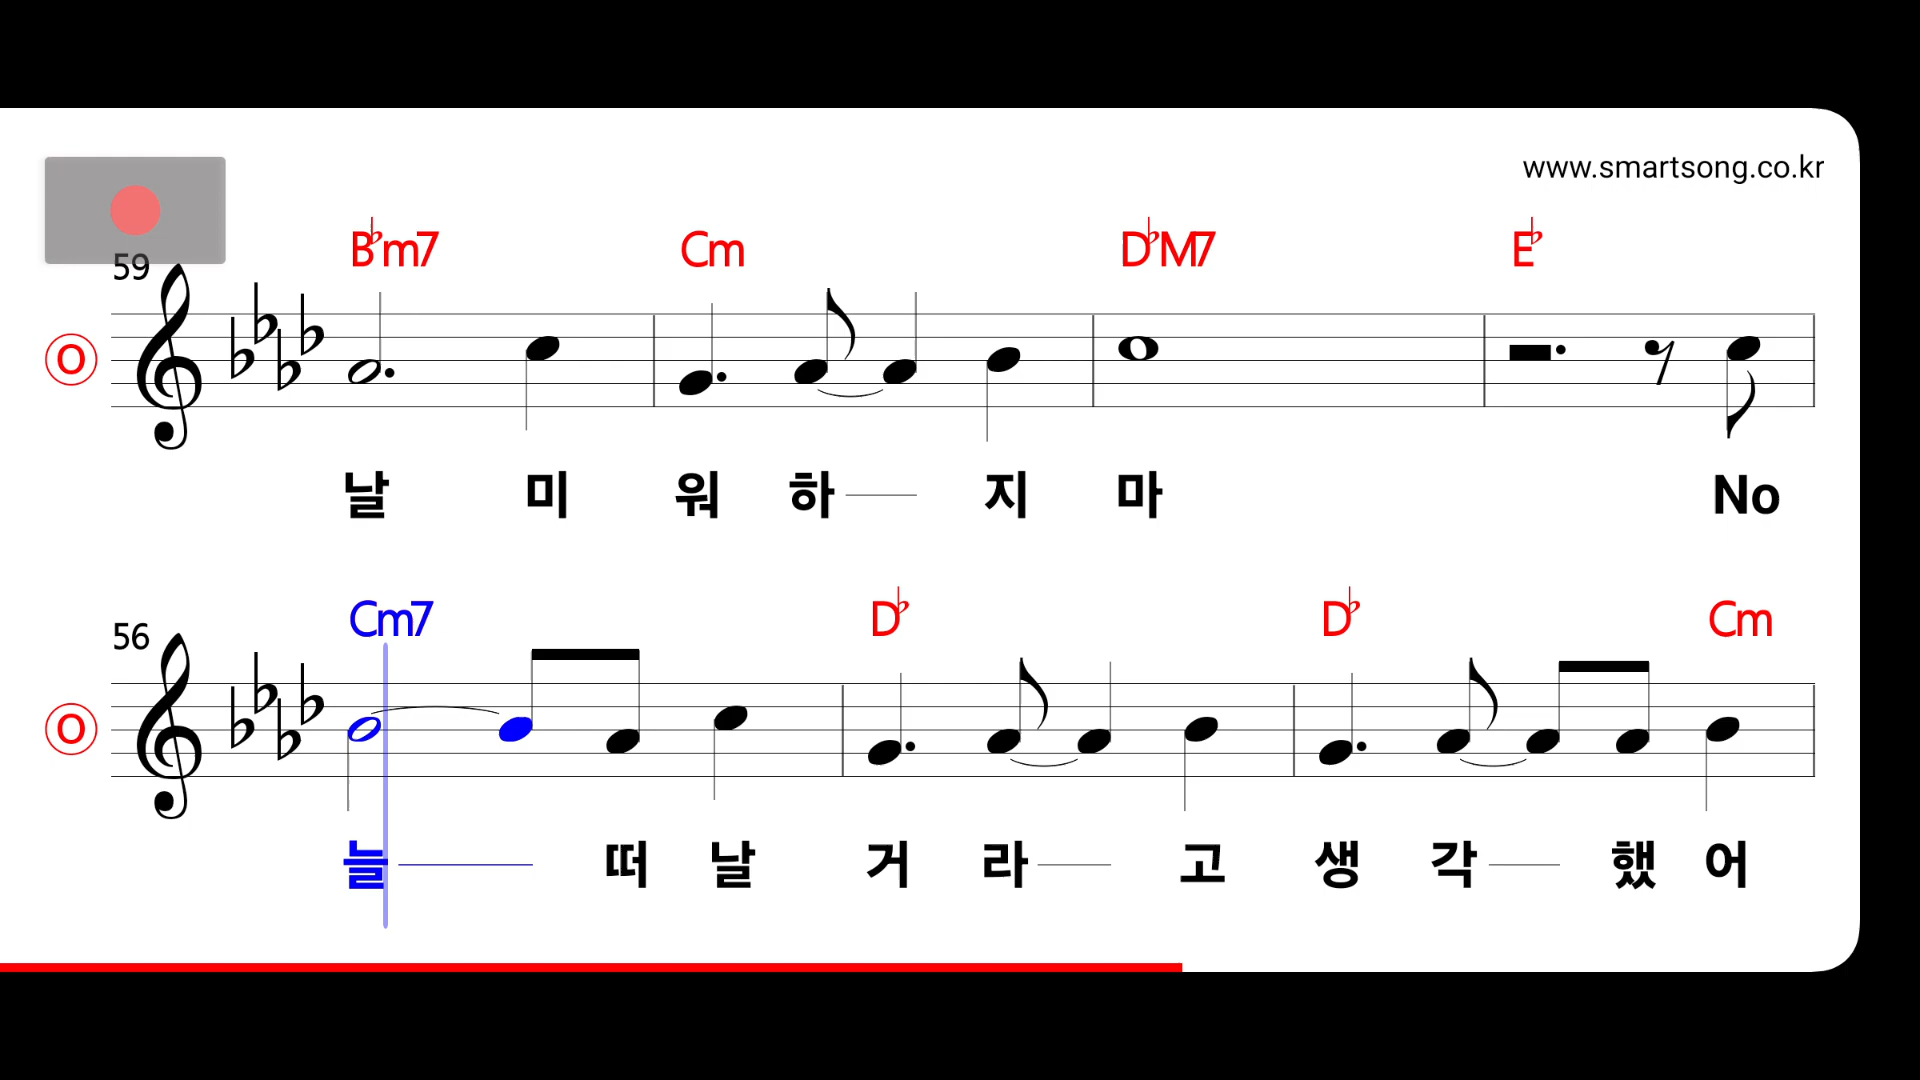 www.smartsong.co.kr
B♭m7 Cm D♭M7 E♭
59
O
날 미 워 하 지 마 No
Cm7 D♭ D♭ Cm
56
O
늘 떠 날 거 라 고 생 각 했 어